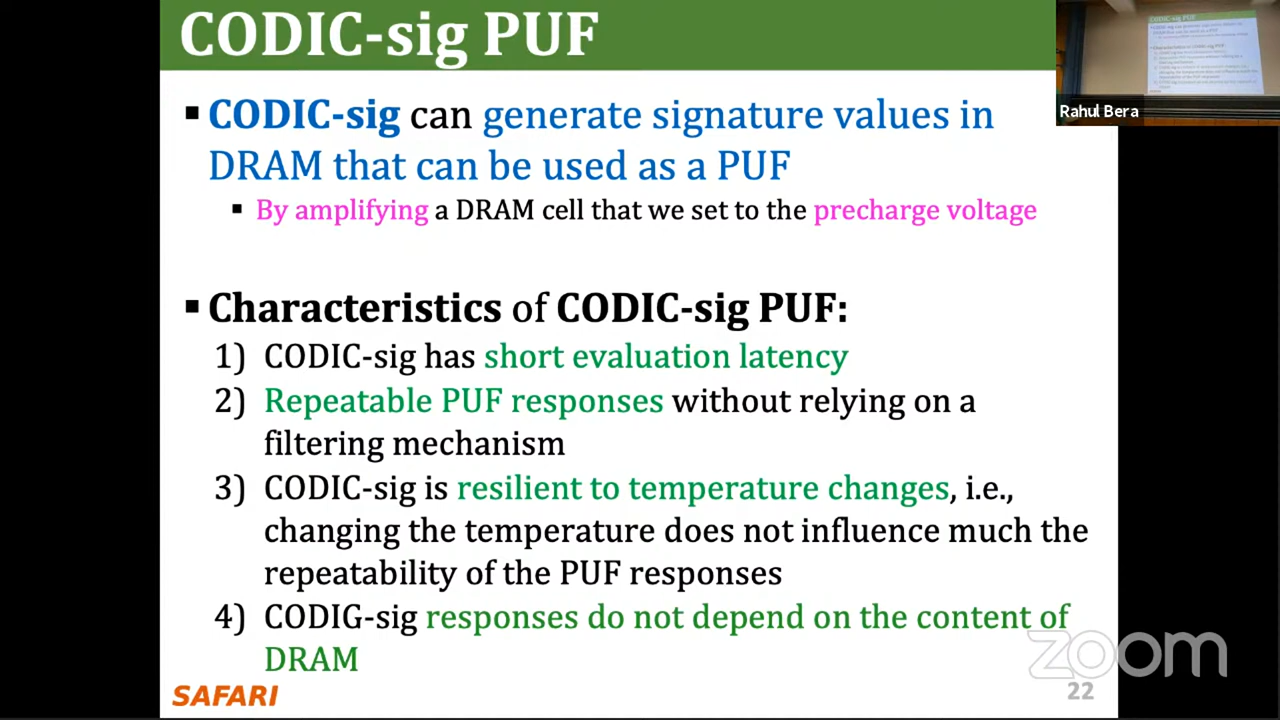 CODIC-sig PUF
▪ CODIC-sig can generate signature values in
DRAM that can be used as a PUF
▪ By amplifying a DRAM cell that we set to the precharge voltage
▪ Characteristics of CODIC-sig PUF:
1) CODIC-sig has short evaluation latency
2) Repeatable PUF responses without relying on a
filtering mechanism
3) CODIC-sig is resilient to temperature changes, i.e.,
changing the temperature does not influence much the
repeatability of the PUF responses
4) CODIG-sig responses do not depend on the content of
DRAM
SAFARI
22
zoom
CODIC-sig PUF
Rahul Bera